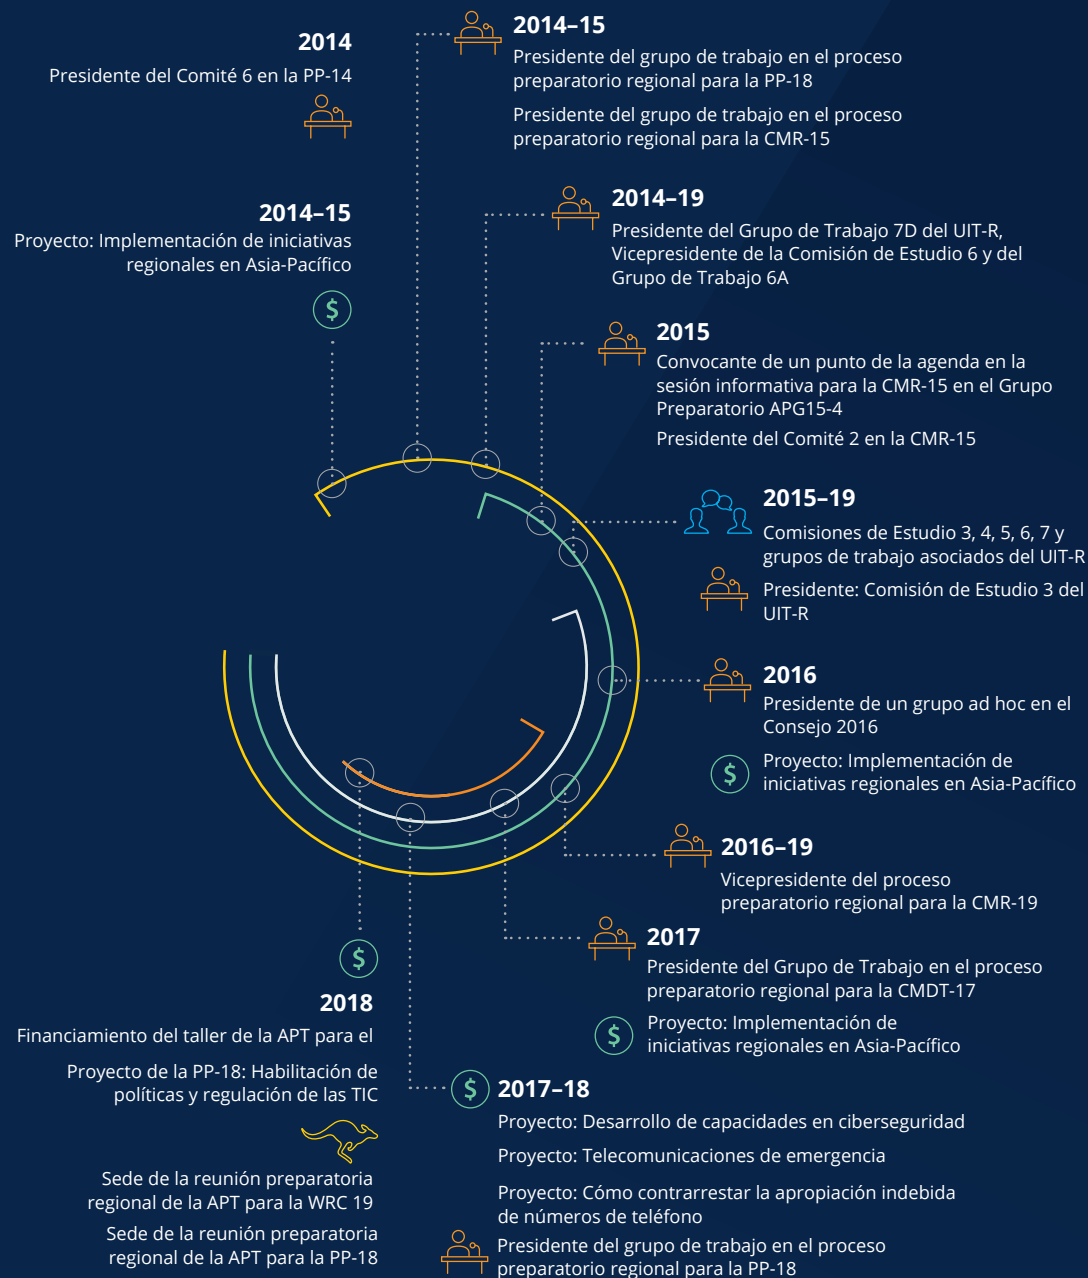 2014
Presidente del Comité 6 en la PP-14
2014–15
Proyecto: Implementación de iniciativas
regionales en Asia-Pacífico
$
2014–15
Presidente del grupo de trabajo en el proceso
preparatorio regional para la PP-18
Presidente del grupo de trabajo en el proceso
preparatorio regional para la CMR-15
2014–19
Presidente del Grupo de Trabajo 7D del UIT-R,
Vicepresidente de la Comisión de Estudio 6 y del
Grupo de Trabajo 6A
2015
Convocante de un punto de la agenda en la
sesión informativa para la CMR-15 en el Grupo
Preparatorio APG15-4
Presidente del Comité 2 en la CMR-15
2015–19
Comisiones de Estudio 3, 4, 5, 6, 7 y
grupos de trabajo asociados del UIT-R
Presidente: Comisión de Estudio 3 del
UIT-R
2016
Presidente de un grupo ad hoc en el
Consejo 2016
$
Proyecto: Implementación de
iniciativas regionales en Asia-Pacífico
2016–19
Vicepresidente del proceso
preparatorio regional para la CMR-19
2017
Presidente del Grupo de Trabajo en el proceso
preparatorio regional para la CMDT-17
$
Proyecto: Implementación de
iniciativas regionales en Asia-Pacífico
$
2017–18
Proyecto: Desarrollo de capacidades en ciberseguridad
Proyecto: Telecomunicaciones de emergencia
Proyecto: Cómo contrarrestar la apropiación indebida
de números de teléfono
Presidente del grupo de trabajo en el proceso
preparatorio regional para la PP-18
$
2018
Financiamiento del taller de la APT para el
Proyecto de la PP-18: Habilitación de
políticas y regulación de las TIC
Sede de la reunión preparatoria
regional de la APT para la WRC 19
Sede de la reunión preparatoria
regional de la APT para la PP-18